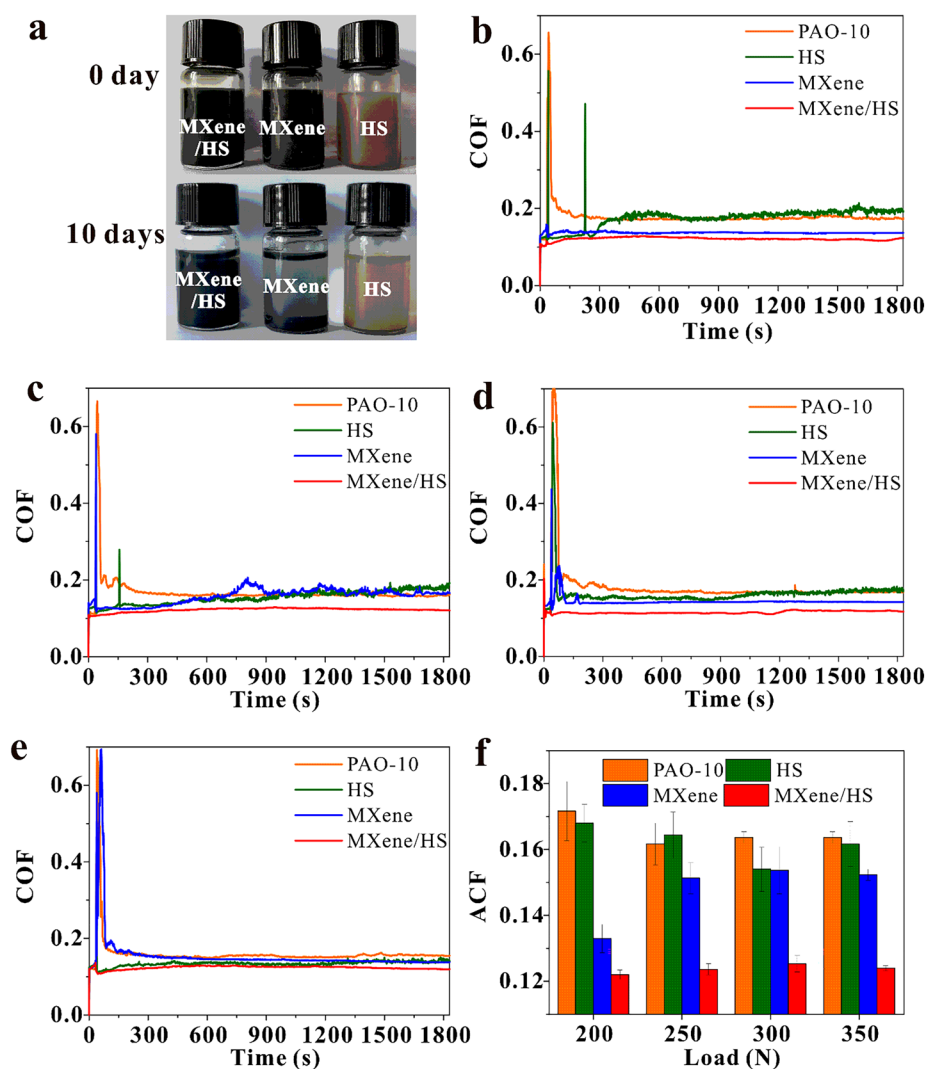 a
0 day
MXene
/HS
MXene
HS
10 days
MXene
/HS
MXene
HS
b
PAO-10
HS
MXene
MXene/HS
COF
0.6
0.4
0.2
0.0
0 300 600 900 1200 1500 1800
Time (s)
c
PAO-10
HS
MXene
MXene/HS
COF
0.6
0.4
0.2
0.0
0 300 600 900 1200 1500 1800
Time (s)
d
PAO-10
HS
MXene
MXene/HS
COF
0.6
0.4
0.2
0.0
0 300 600 900 1200 1500 1800
Time (s)
e
PAO-10
HS
MXene
MXene/HS
COF
0.6
0.4
0.2
0.0
0 300 600 900 1200 1500 1800
Time (s)
f
PAO-10 HS
MXene MXene/HS
ACF
0.18
0.16
0.14
0.12
200 250 300 350
Load (N)